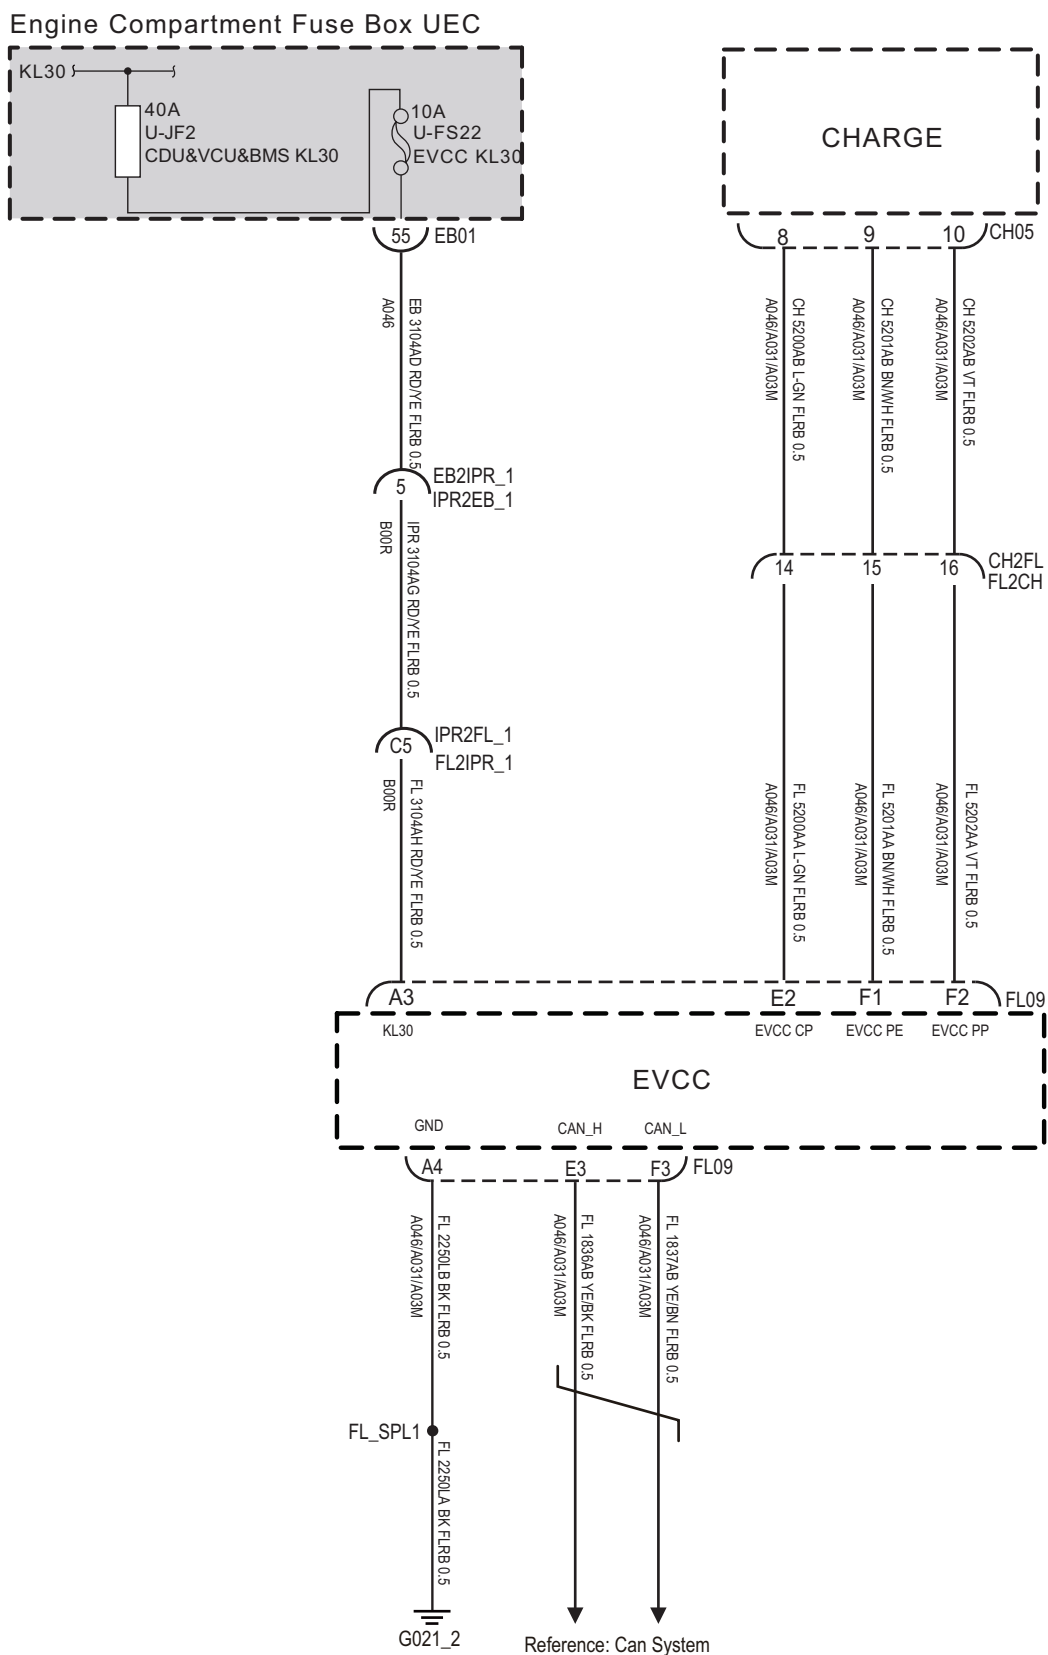 Engine Compartment Fuse Box UEC
KL30
40A
U-JF2
CDU&VCU&BMS KL30
10A
U-FS22
EVCC KL30
CHARGE
55
EB01
8
9
10
CH05
A046
EB 3104AD RD/YE FLRB 0.5
A046/A031/A03M
CH 5200AB L-GN FLRB 0.5
A046/A031/A03M
CH 5201AB BN/WH FLRB 0.5
A046/A031/A03M
CH 5202AB VT FLRB 0.5
5
EB2IPR_1
IPR2EB_1
B00R
IPR 3104AG RD/YE FLRB 0.5
14
15
16
CH2FL
FL2CH
C5
IPR2FL_1
FL2IPR_1
B00R
FL 3104AH RD/YE FLRB 0.5
A046/A031/A03M
FL 5200AA L-GN FLRB 0.5
A046/A031/A03M
FL 5201AA BN/WH FLRB 0.5
A046/A031/A03M
FL 5202AA VT FLRB 0.5
A3
E2
F1
F2
FL09
KL30
EVCC CP
EVCC PE
EVCC PP
EVCC
GND
CAN_H
CAN_L
A4
E3
F3
FL09
A046/A031/A03M
FL 2250LB BK FLRB 0.5
A046/A031/A03M
FL 1836AB YE/BK FLRB 0.5
A046/A031/A03M
FL 1837AB YE/BN FLRB 0.5
FL_SPL1
FL 2250LA BK FLRB 0.5
G021_2
Reference: Can System